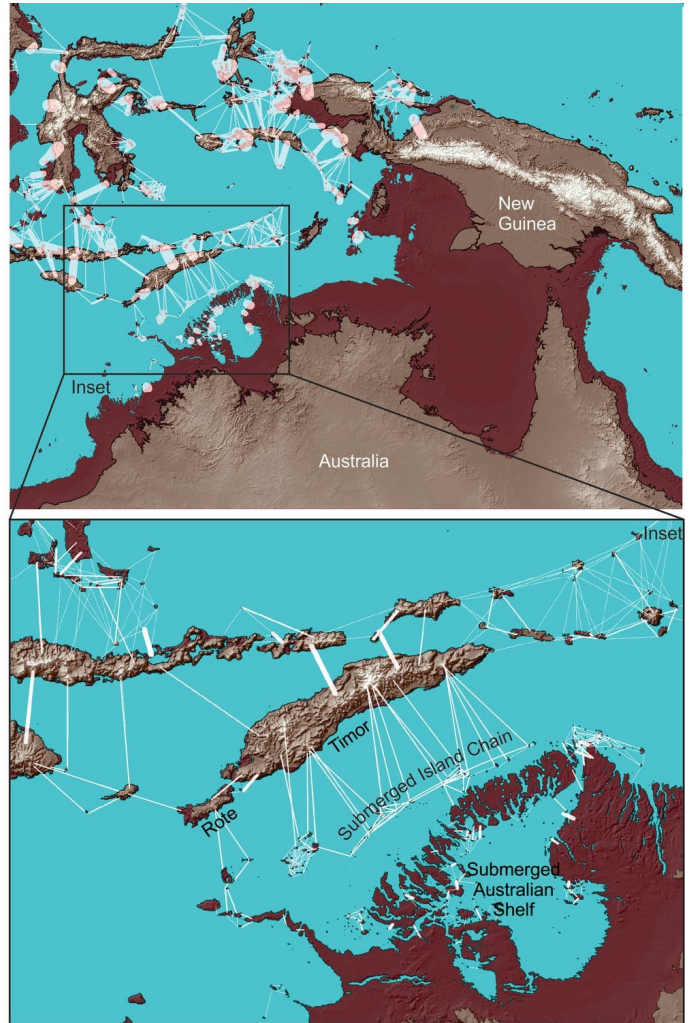 New
Guinea
Inset
Australia
Inset
Timor
Submerged Island Chain
Rote
Submerged
Australian
Shelf